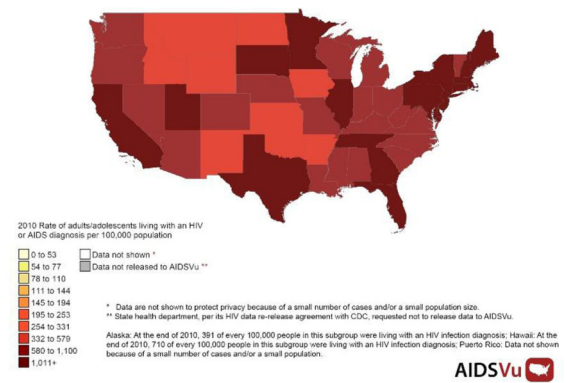 2010 Rate of adults/adolescents living with an HIV
or AIDS diagnosis per 100,000 population
0 to 53
54 to 77
78 to 110
111 to 144
145 to 194
195 to 253
254 to 331
332 to 579
580 to 1,100
1,011+
Data not shown *
Data not released to AIDSVu **
* Data are not shown to protect privacy because of a small number of cases and/or a small population size.
** State health department, per its HIV data re-release agreement with CDC, requested not to release data to AIDSVu.
Alaska: At the end of 2010, 391 of every 100,000 people in this subgroup were living with an HIV infection diagnosis; Hawaii: At the
end of 2010, 710 of every 100,000 people in this subgroup were living with an HIV infection diagnosis; Puerto Rico: Data not shown
because of a small number of cases and/or a small population.
AIDSVu